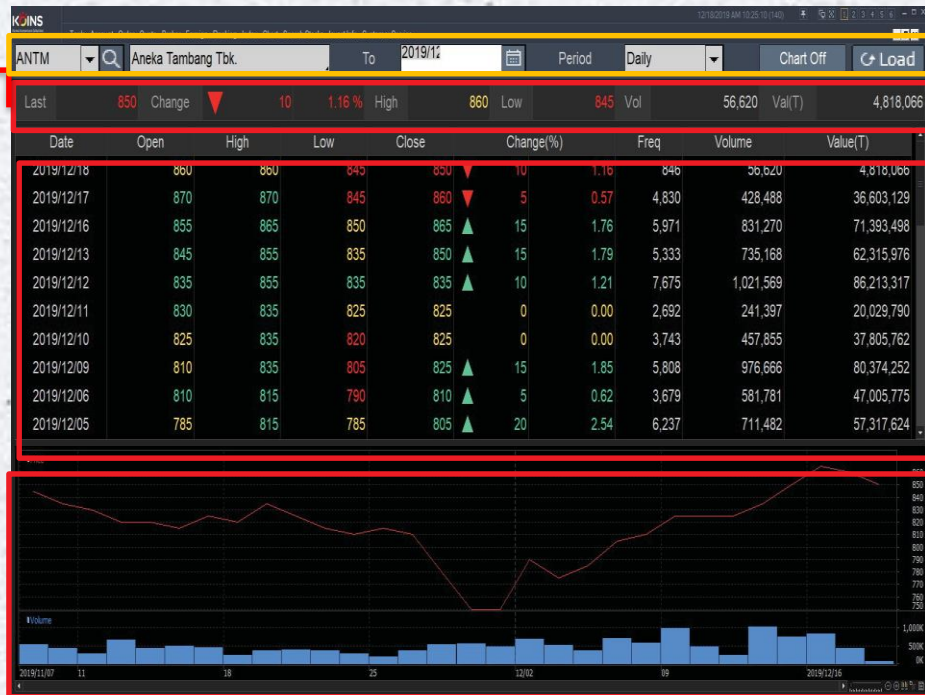 KOINS
12/18/2019 AM 10:25:10 (140) 1 2 3 4 5 6
ANTM Aneka Tambang Tbk. To 2019/12 Period Daily Chart Off Load
Last 850 Change ▼ 10 1.16 % High 860 Low 845 Vol 56,620 Val(T) 4,818,066
Date Open High Low Close Change(%) Freq Volume Value(T)
2019/12/18 860 860 845 850 ▼ 10 1.16 846 56,620 4,818,066
2019/12/17 870 870 845 860 ▼ 5 0.57 4,830 428,488 36,603,129
2019/12/16 855 865 850 865 ▲ 15 1.76 5,971 831,270 71,393,498
2019/12/13 845 855 835 850 ▲ 15 1.79 5,333 735,168 62,315,976
2019/12/12 835 855 835 835 ▲ 10 1.21 7,675 1,021,569 86,213,317
2019/12/11 830 835 825 825 0 0.00 2,692 241,397 20,029,790
2019/12/10 825 835 820 825 0 0.00 3,743 457,855 37,805,762
2019/12/09 810 835 805 825 ▲ 15 1.85 5,808 976,666 80,374,252
2019/12/06 810 815 790 810 ▲ 5 0.62 3,679 581,781 47,005,775
2019/12/05 785 815 785 805 ▲ 20 2.54 6,237 711,482 57,317,624
850
840
830
820
810
800
790
780
770
760
750
Volume
1,000K
500K
0K
2019/11/07 11 18 25 12/02 09 2019/12/16